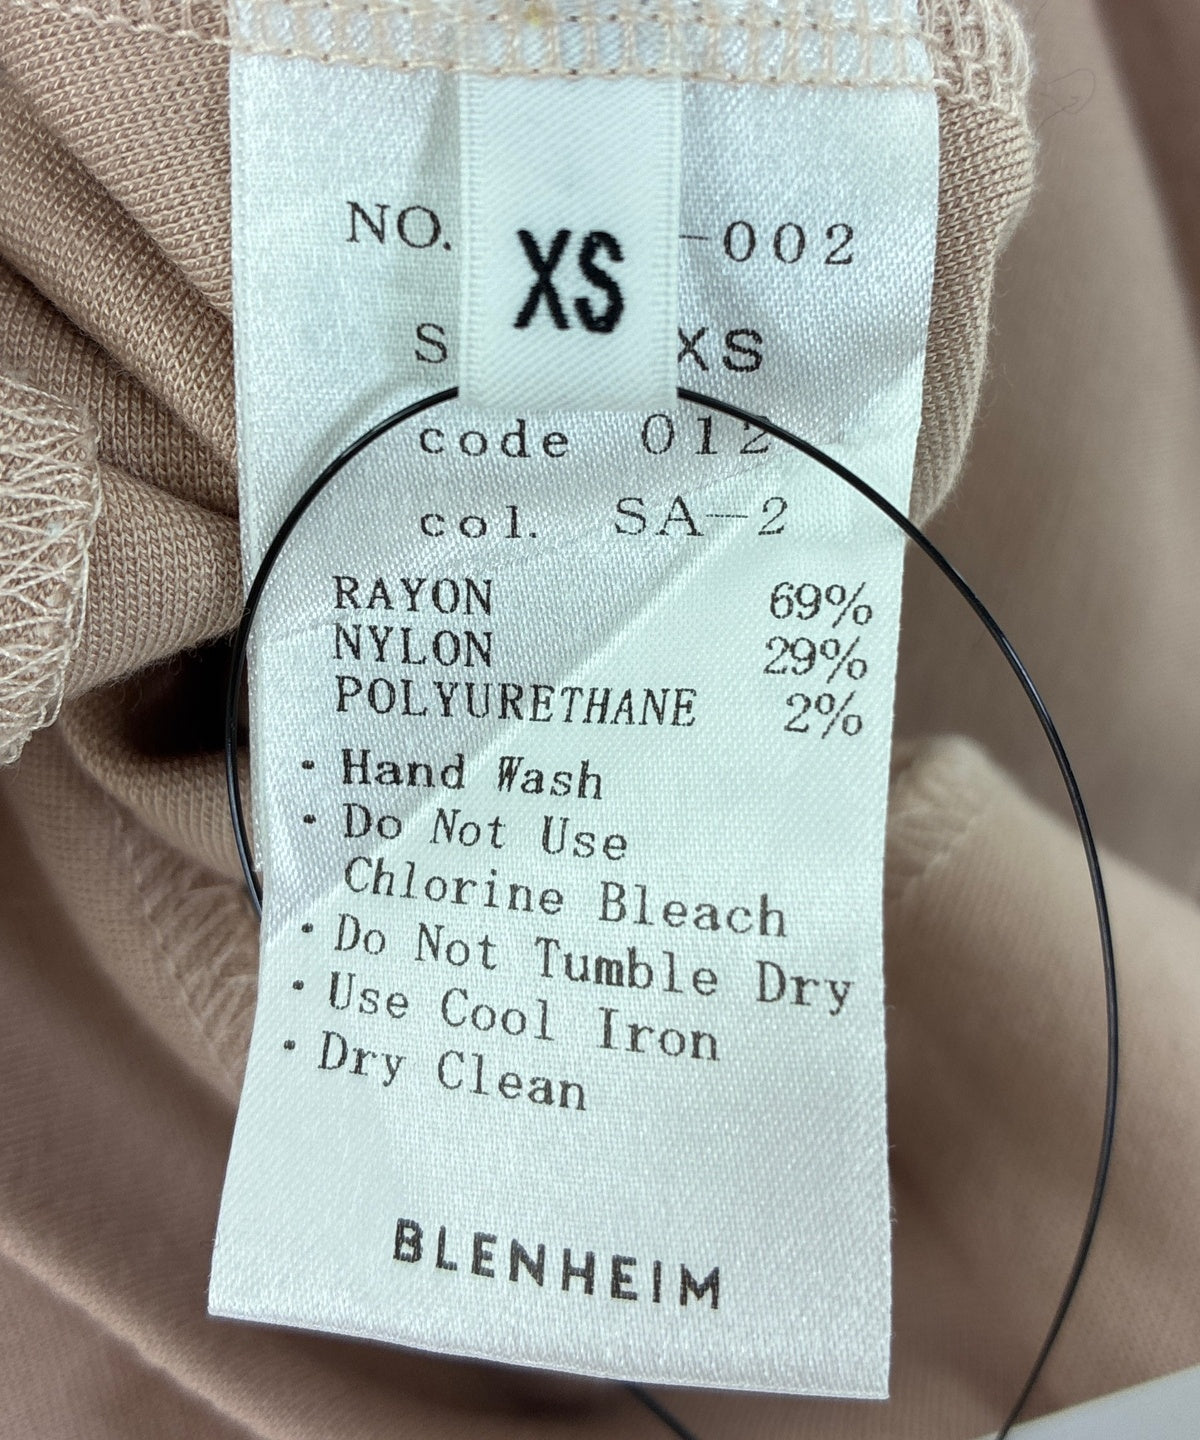 XS
NO. -002
S XS
code 012
col. SA-2
RAYON 69%
NYLON 29%
POLYURETHANE 2%
・Hand Wash
・Do Not Use
Chlorine Bleach
・Do Not Tumble Dry
・Use Cool Iron
・Dry Clean
BLENHEIM